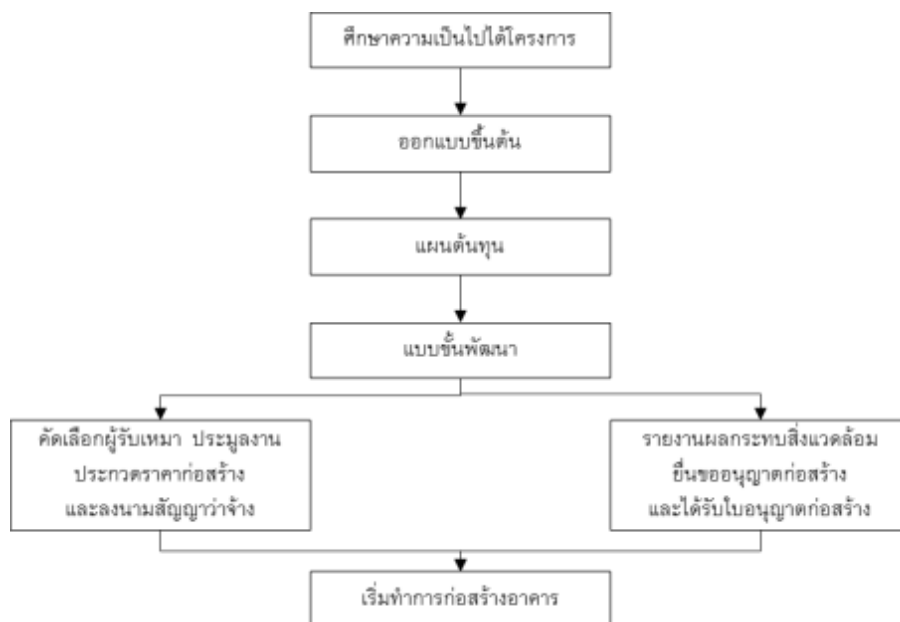 ศึกษาความเป็นไปได้โครงการ
ออกแบบขึ้นต้น
แผนต้นทุน
แบบขั้นพัฒนา
คัดเลือกผู้รับเหมา ประมูลงาน
ประกวดราคาก่อสร้าง
และลงนามสัญญาว่าจ้าง
รายงานผลกระทบสิ่งแวดล้อม
ยื่นขออนุญาตก่อสร้าง
และได้รับใบอนุญาตก่อสร้าง
เริ่มทำการก่อสร้างอาคาร